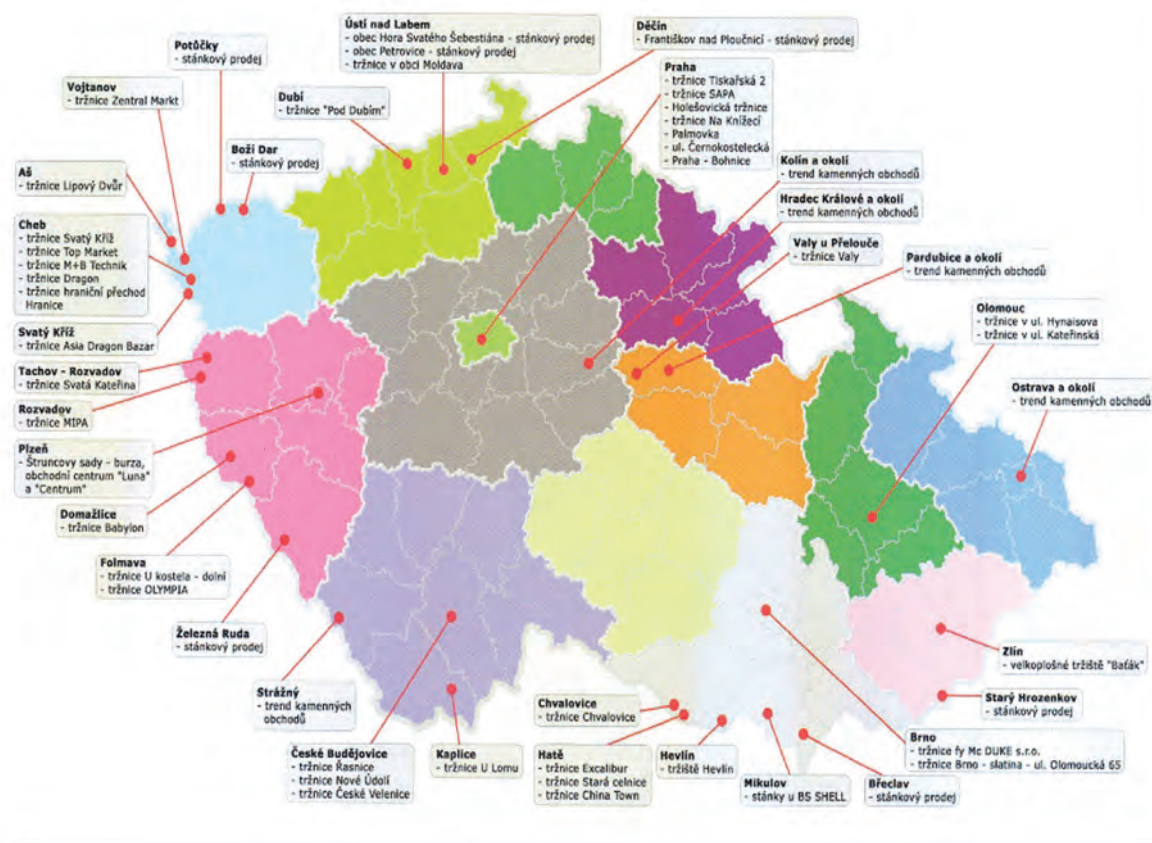 Ústí nad Labem
- obec Hora Svatého Šebestiána - stánkový prodej
- obec Petrovice - stánkový prodej
- tržnice v obci Moldava
Děčín
- Františkov nad Ploučnicí - stánkový prodej
Potůčky
- stánkový prodej
Praha
- tržnice Tiskařská 2
- tržnice SAPA
- Holešovická tržnice
- tržnice Na Knížecí
- Palmovka
- ul. Černokostelecká
- Praha - Bohnice
Vojtanov
- tržnice Zentral Markt
Dubí
- tržnice "Pod Dubím"
Boží Dar
- stánkový prodej
Kolín a okolí
- trend kamenných obchodů
Aš
- tržnice Lipový Dvůr
Hradec Králové a okolí
- trend kamenných obchodů
Cheb
- tržnice Svatý Kříž
- tržnice Top Market
- tržnice M+B Technik
- tržnice Dragon
- tržnice hraniční přechod
Hranice
Valy u Přelouče
- tržnice Valy
Pardubice a okolí
- trend kamenných obchodů
Olomouc
- tržnice v ul. Hynaisova
- tržnice v ul. Kateřinská
Svatý Kříž
- tržnice Asia Dragon Bazar
Tachov - Rozvadov
- tržnice Svatá Kateřina
Ostrava a okolí
- trend kamenných obchodů
Rozvadov
- tržnice MIPA
Plzeň
- Štruncovy sady - burza,
obchodní centrum "Luna"
a "Centrum"
Domažlice
- tržnice Babylon
Folmava
- tržnice U kostela - dolní
- tržnice OLYMPIA
Železná Ruda
- stánkový prodej
Zlín
- velkoplošné tržiště "Baťák"
Strážný
- trend kamenných
obchodů
Starý Hrozenkov
- stánkový prodej
Chvalovice
- tržnice Chvalovice
Brno
- tržnice fy Mc DUKE s.r.o.
- tržnice Brno - slatina - ul. Olomoucká 65
České Budějovice
- tržnice Řasnice
- tržnice Nové Údolí
- tržnice České Velenice
Kaplice
- tržnice U Lomu
Hatě
- tržnice Excalibur
- tržnice Stará celnice
- tržnice China Town
Hevlín
- tržiště Hevlín
Mikulov
- stánky u BS SHELL
Břeclav
- stánkový prodej